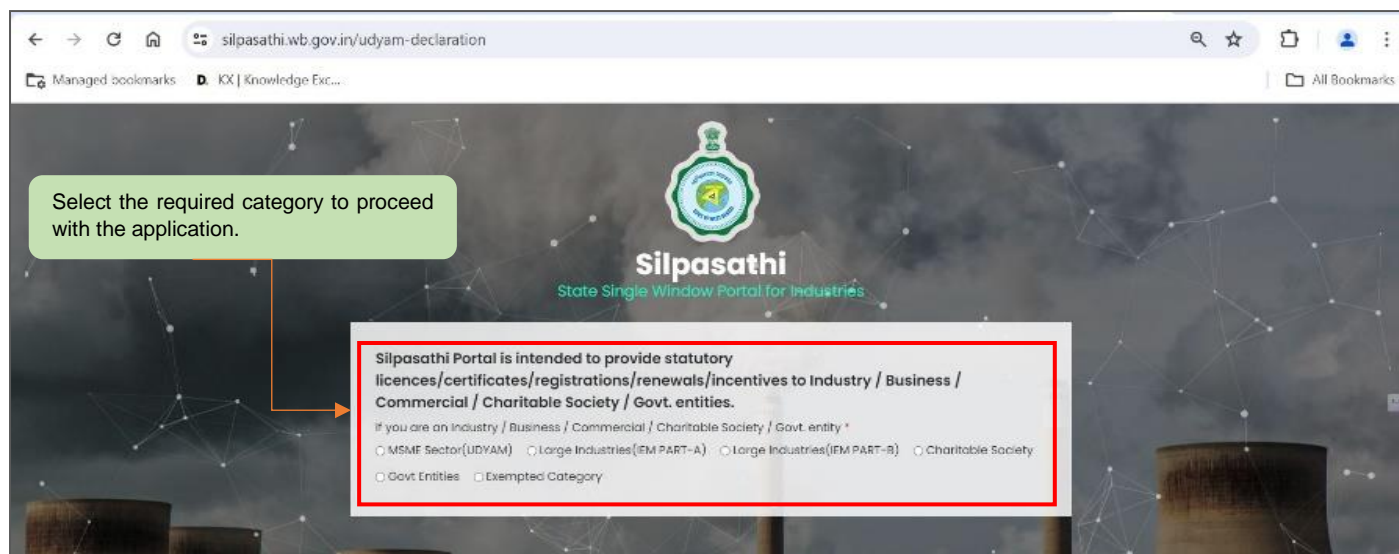 silpasathi.wb.gov.in/udyam-declaration
Managed bookmarks D. KX | Knowledge Exc... All Bookmarks
Select the required category to proceed
with the application.
Silpasathi
State Single Window Portal for Industries
Silpasathi Portal is intended to provide statutory
licences/certificates/registrations/renewals/incentives to Industry / Business /
Commercial / Charitable Society / Govt. entities.
If you are an Industry / Business / Commercial / Charitable Society / Govt. entity *
MSME Sector(UDYAM) Large Industries(IEM PART-A) Large Industries(IEM PART-B) Charitable Society
Govt Entities Exempted Category